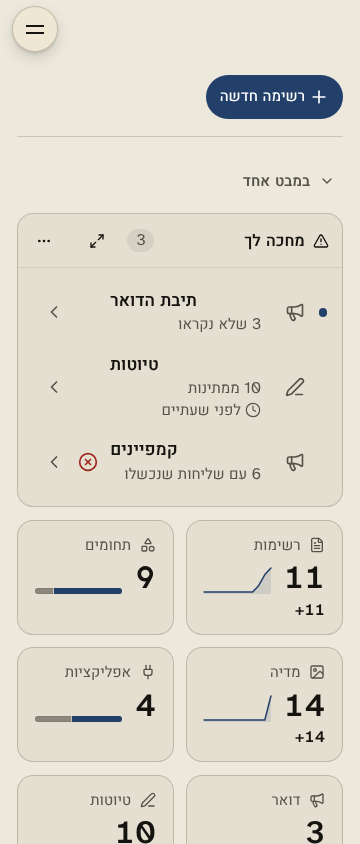 רשימה חדשה
במבט אחד
מחכה לך
3
תיבת הדואר
3 שלא נקראו
טיוטות
10 ממתינות
לפני שעתיים
קמפיינים
6 עם שליחות שנכשלו
רשימות
11
+11
תחומים
9
מדיה
14
+14
אפליקציות
4
דואר
3
טיוטות
10